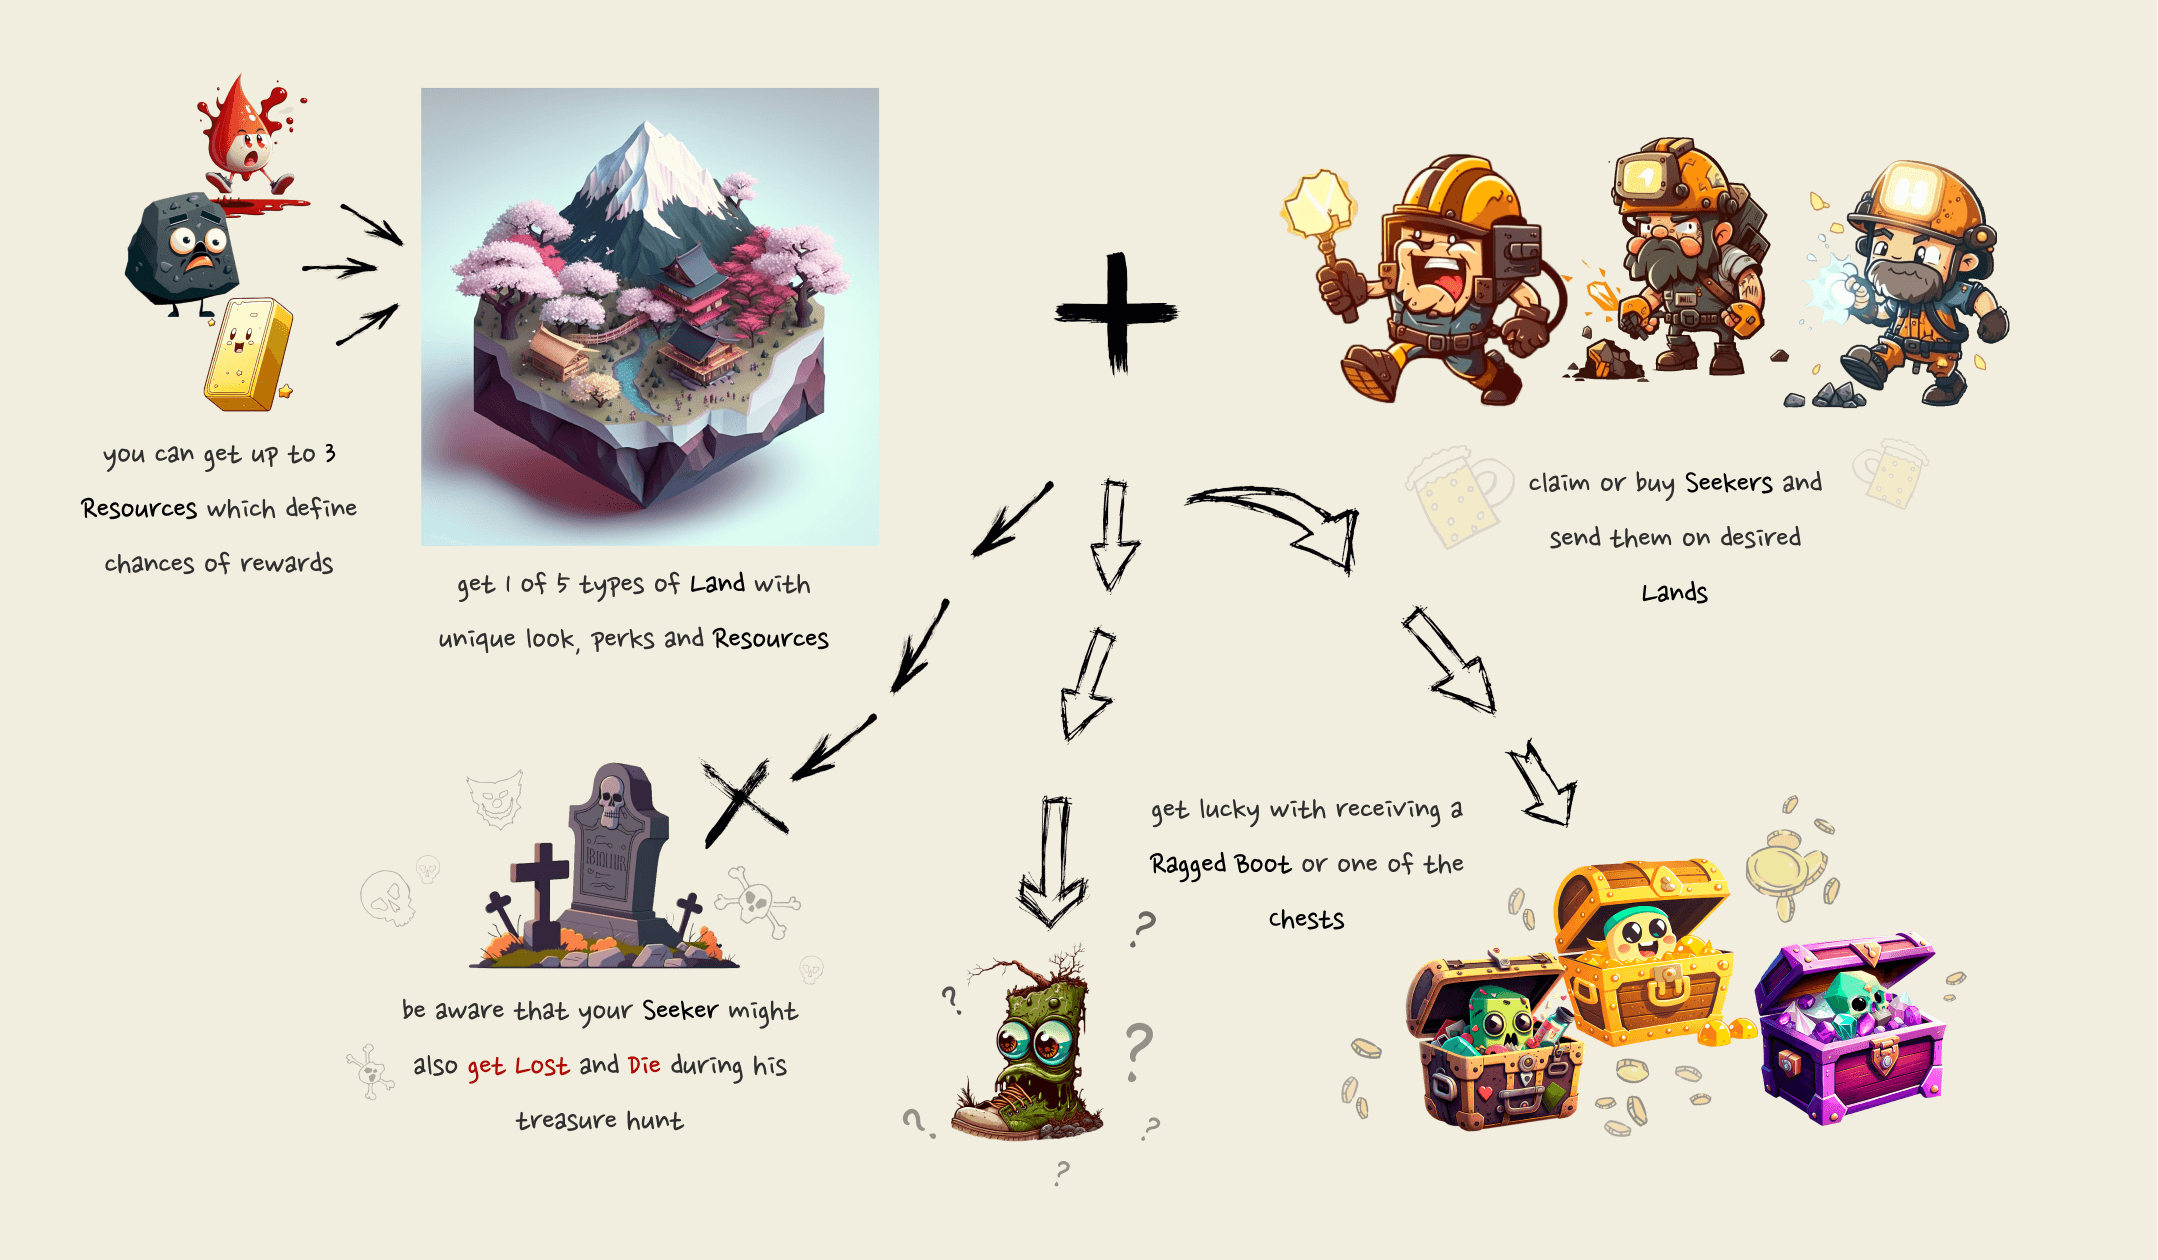 you can get up to 3
Resources which define
chances of rewards
get 1 of 5 types of Land with
unique look, perks and Resources
claim or buy Seekers and
send them on desired
Lands
get lucky with receiving a
Ragged Boot or one of the
chests
be aware that your Seeker might
also get Lost and Die during his
treasure hunt
?
?
?
?
?
?